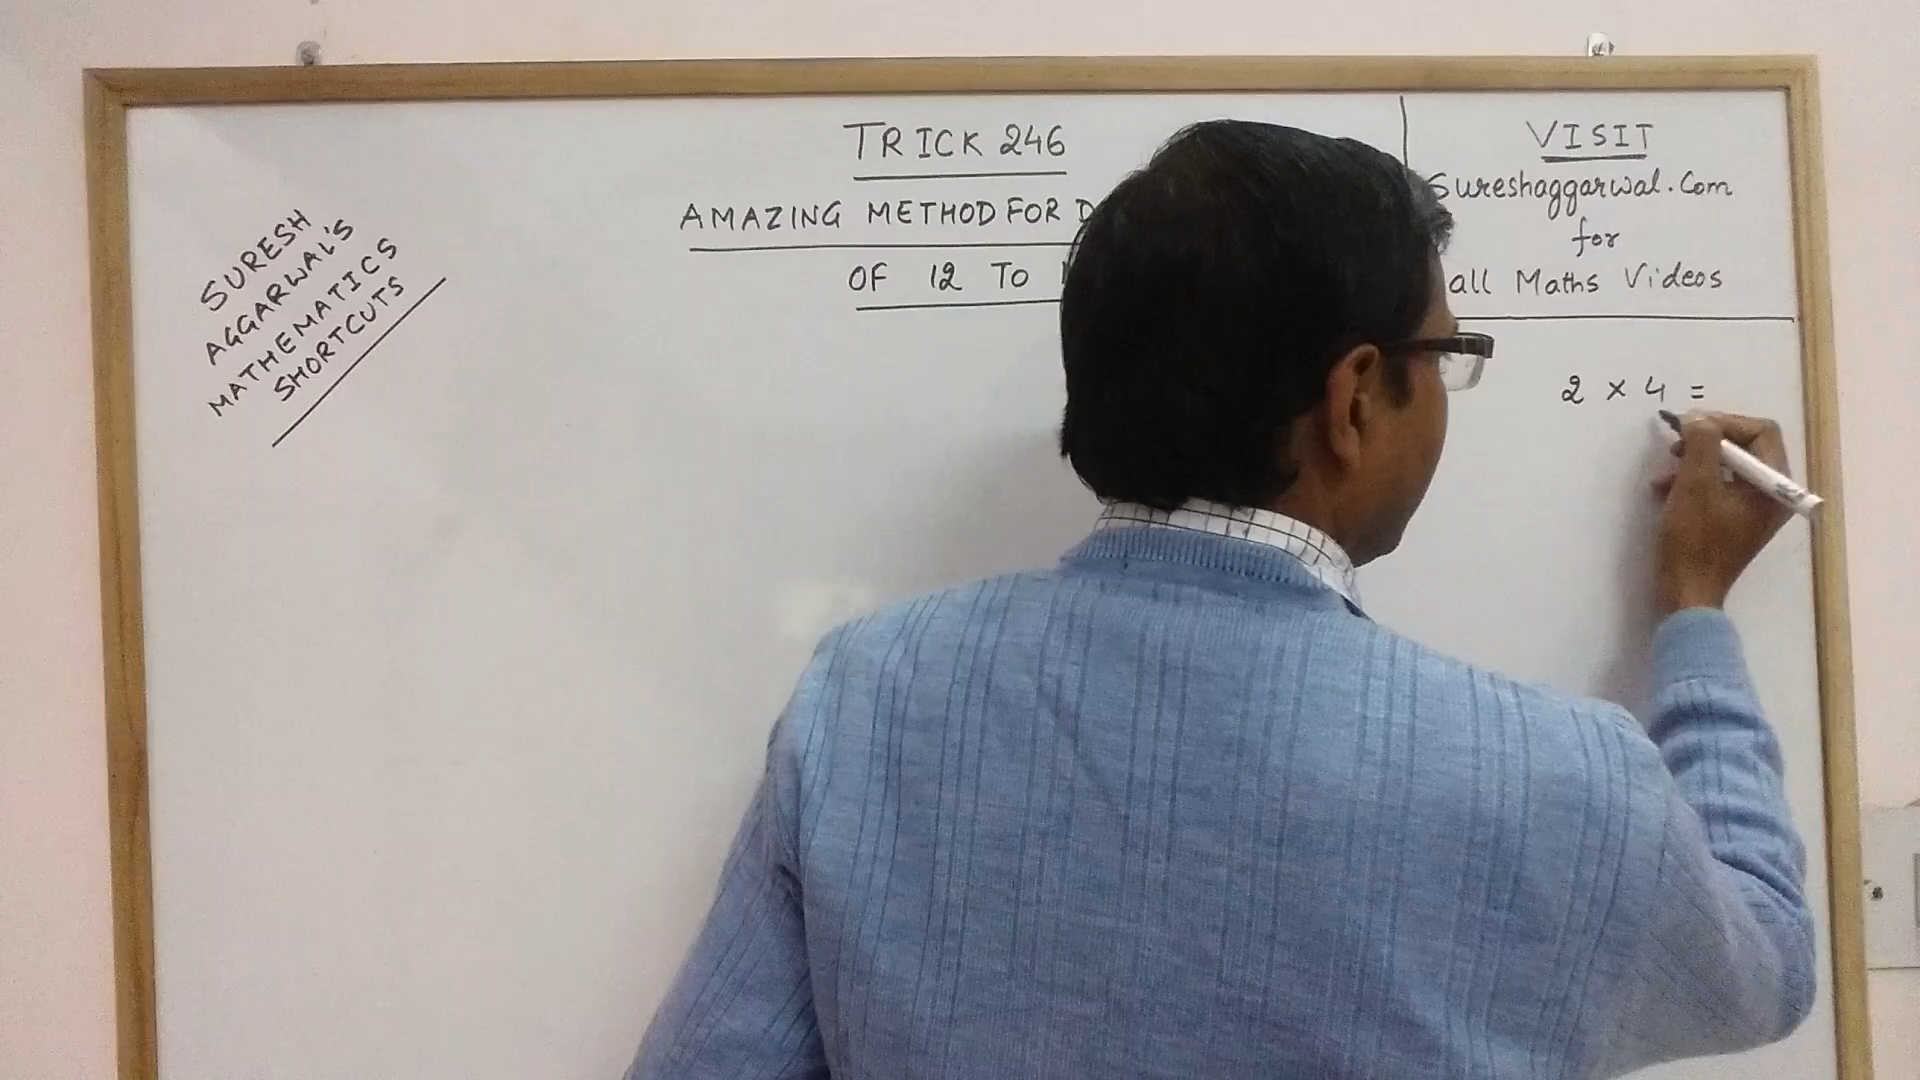 SURESH
AGGARWAL'S
MATHEMATICS
SHORTCUTS
TRICK 246
AMAZING METHOD FOR
OF 12 TO
VISIT
Sureshaggarwal.Com
for
all Maths Videos
2 × 4 =